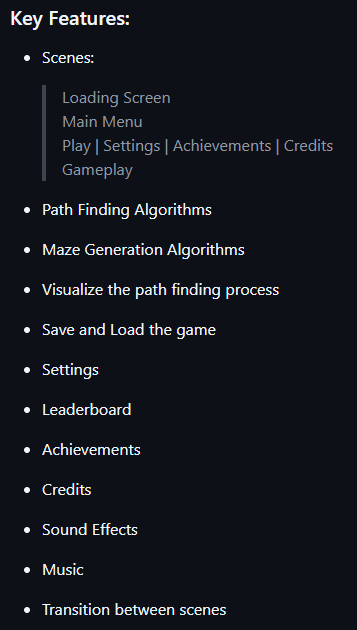 Key Features:
Scenes:
Loading Screen
Main Menu
Play | Settings | Achievements | Credits
Gameplay
Path Finding Algorithms
Maze Generation Algorithms
Visualize the path finding process
Save and Load the game
Settings
Leaderboard
Achievements
Credits
Sound Effects
Music
Transition between scenes